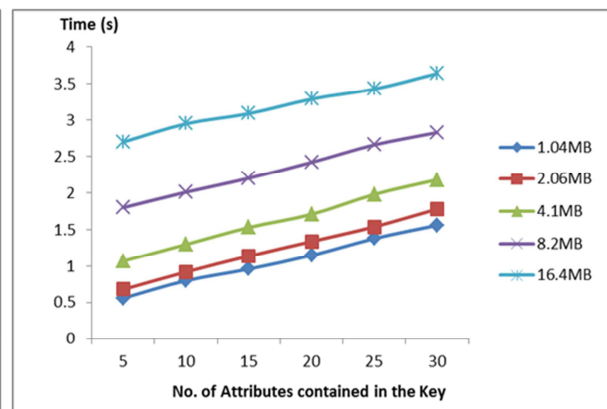 Time (s)
4
3.5
3
2.5
2
1.5
1
0.5
0
5 10 15 20 25 30
No. of Attributes contained in the Key
1.04MB
2.06MB
4.1MB
8.2MB
16.4MB